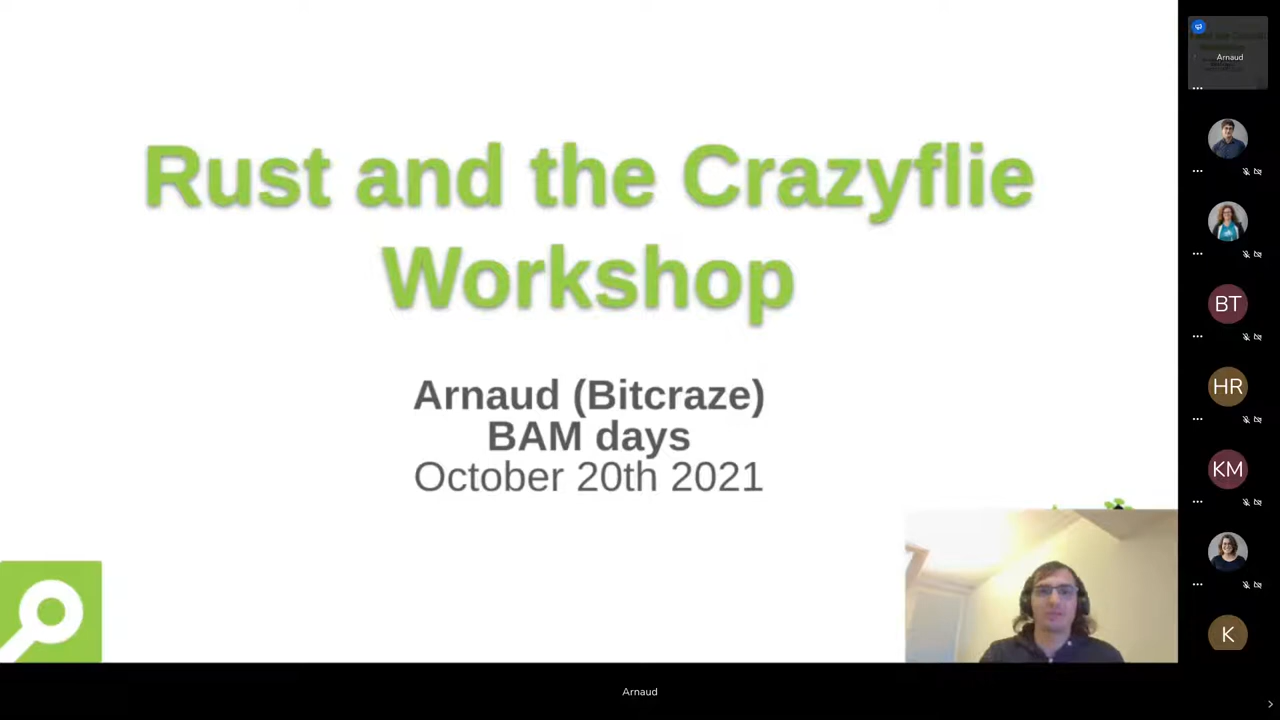 Rust and the Crazyflie
Workshop
Arnaud (Bitcraze)
BAM days
October 20th 2021
Arnaud
BT
HR
KM
K
Arnaud